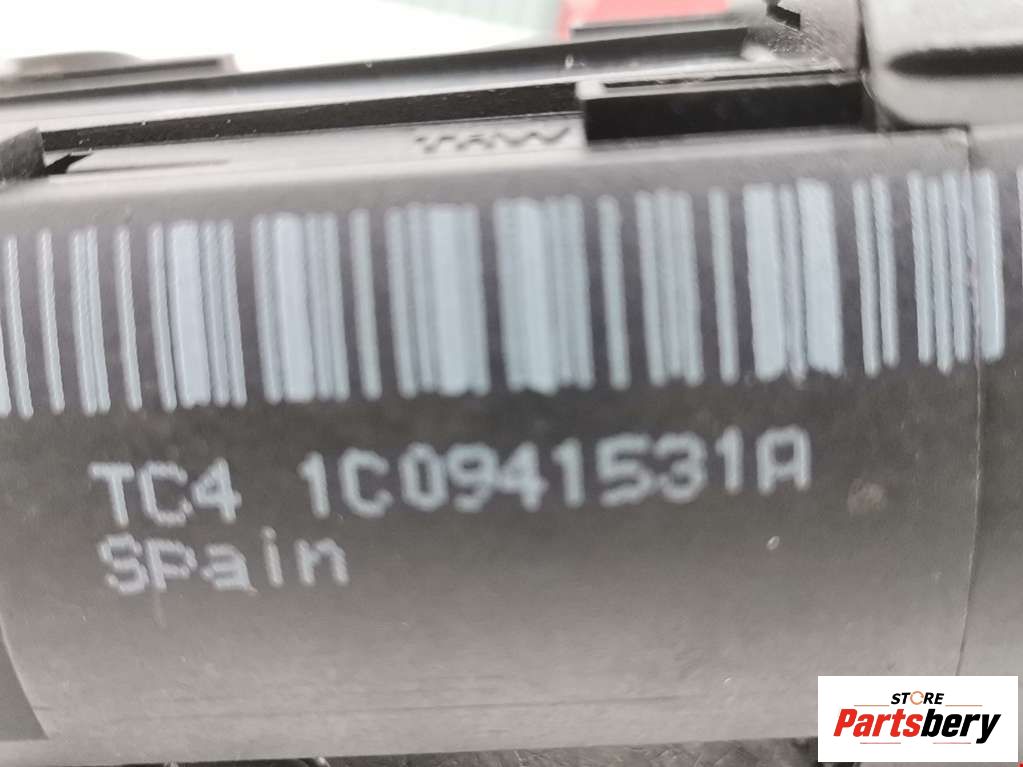 TRW
TC4 1C0941531A
Spain
STORE
Partsbery